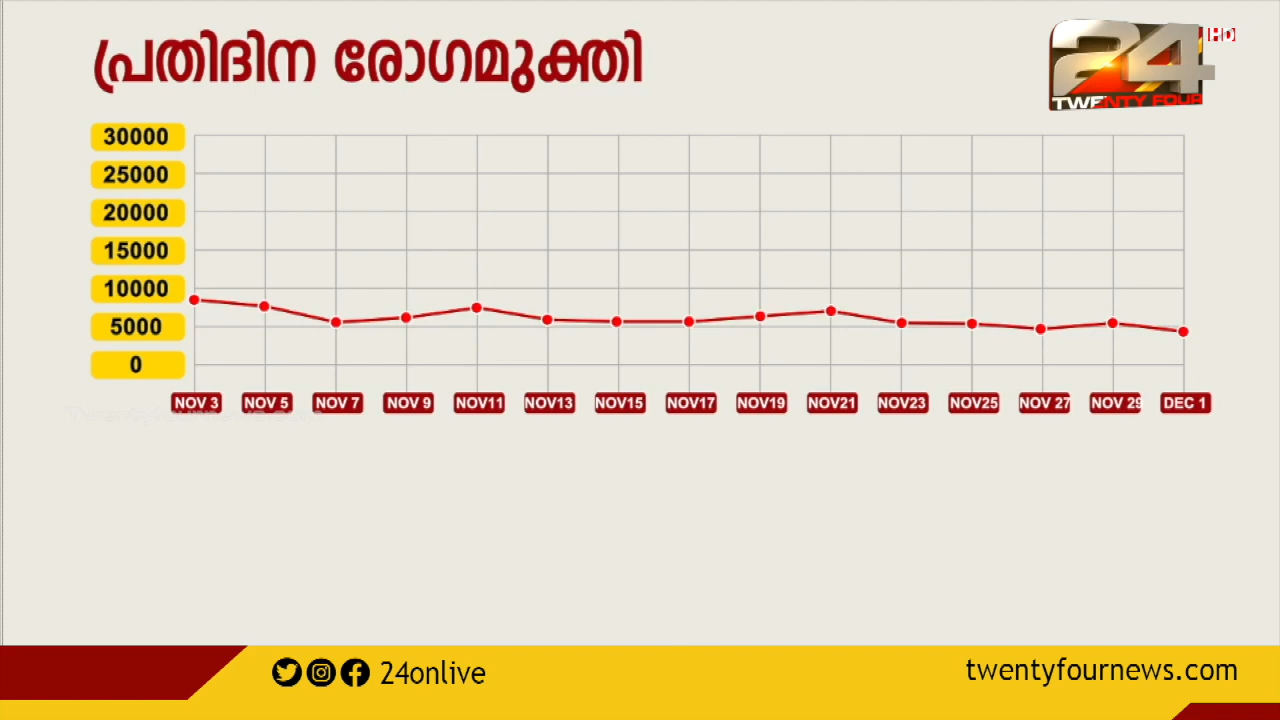 പ്രതിദിന രോഗമുക്തി
24
HD
TWENTY FOUR
30000
25000
20000
15000
10000
5000
0
NOV 3 NOV 5 NOV 7 NOV 9 NOV11 NOV13 NOV15 NOV17 NOV19 NOV21 NOV23 NOV25 NOV 27 NOV 29 DEC 1
24onlive
twentyfournews.com